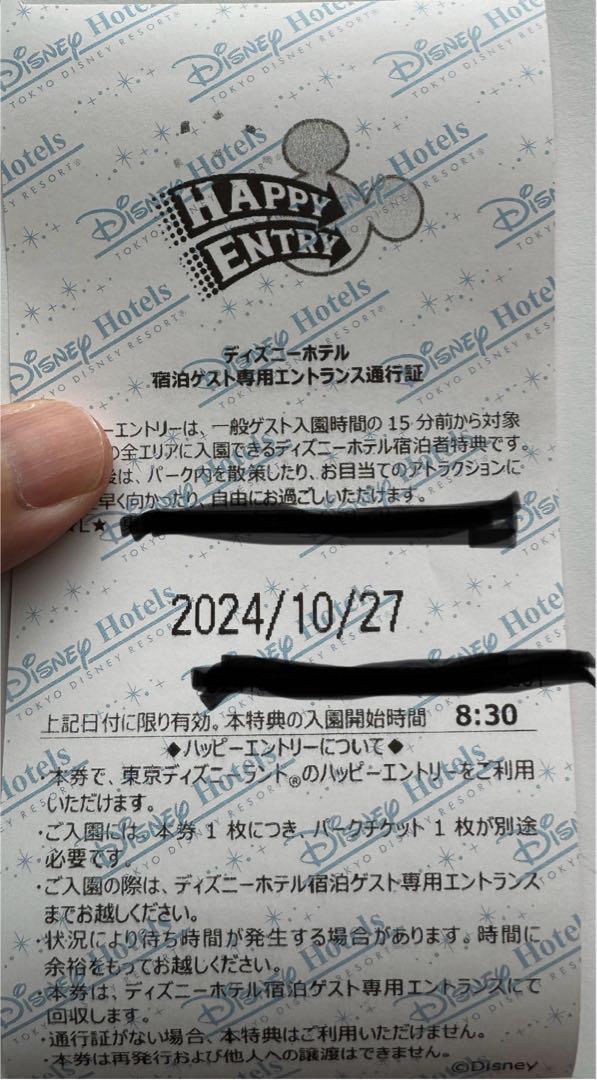 HAPPY
ENTRY
ディズニーホテル
宿泊ゲスト専用エントランス通行証
ーエントリーは、一般ゲスト入園時間の 15 分前から対象
の全エリアに入園できるディズニーホテル宿泊者特典です。
後は、パーク内を散策したり、お目当てのアトラクションに
早く向かったり、自由にお過ごしいただけます。
2024/10/27
上記日付に限り有効。本特典の入園開始時間 8:30
◆ハッピーエントリーについて◆
・本券で、東京ディズニーランド®のハッピーエントリーをご利用
いただけます。
・ご入園には、本券 1 枚につき、パークチケット 1 枚が別途
必要です。
・ご入園の際は、ディズニーホテル宿泊ゲスト専用エントランス
までお越しください。
・状況により待ち時間が発生する場合があります。時間に
余裕をもってお越しください。
・本券は、ディズニーホテル宿泊ゲスト専用エントランスにて
回収します。
・通行証がない場合、本特典はご利用いただけません。
・本券は再発行および他人への譲渡はできません。
©Disney
Disney Hotels
TOKYO DISNEY RESORT®